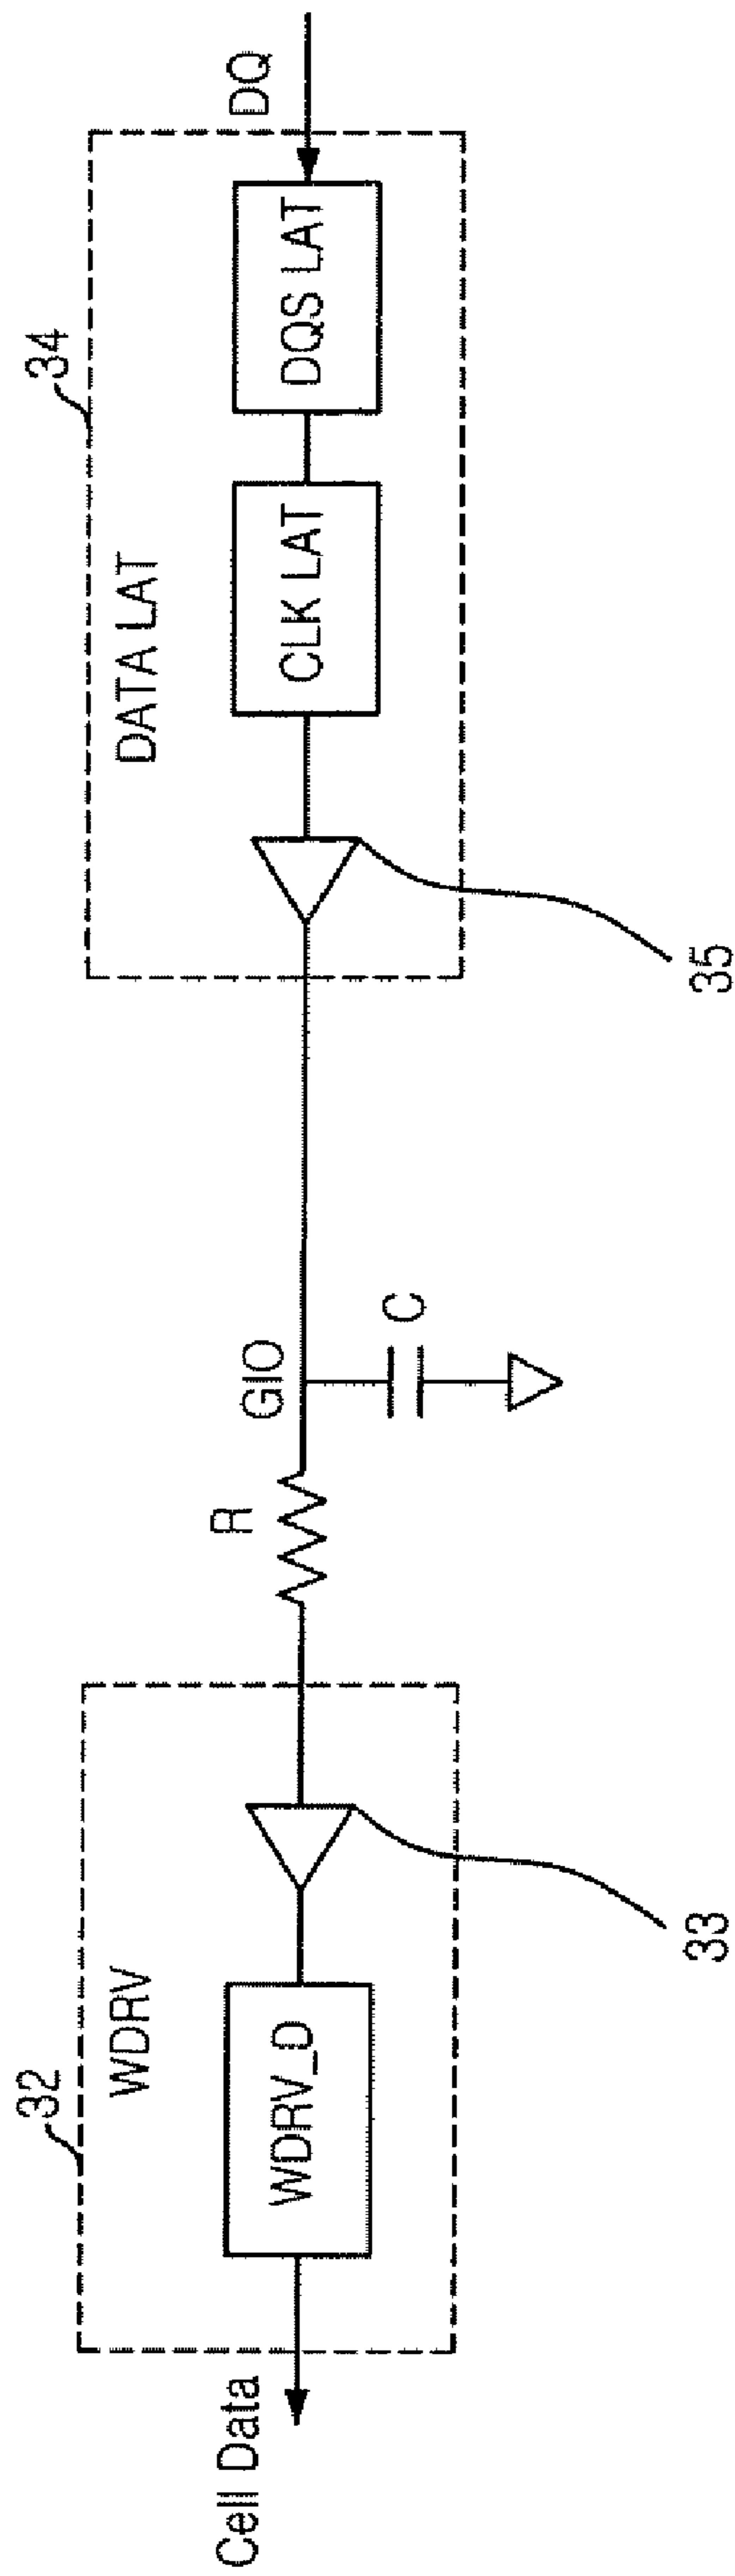 34
DATA LAT
DQ
DQS LAT
CLK LAT
35
GIO
C
R
32
WDRV
33
WDRV_D
Cell Data